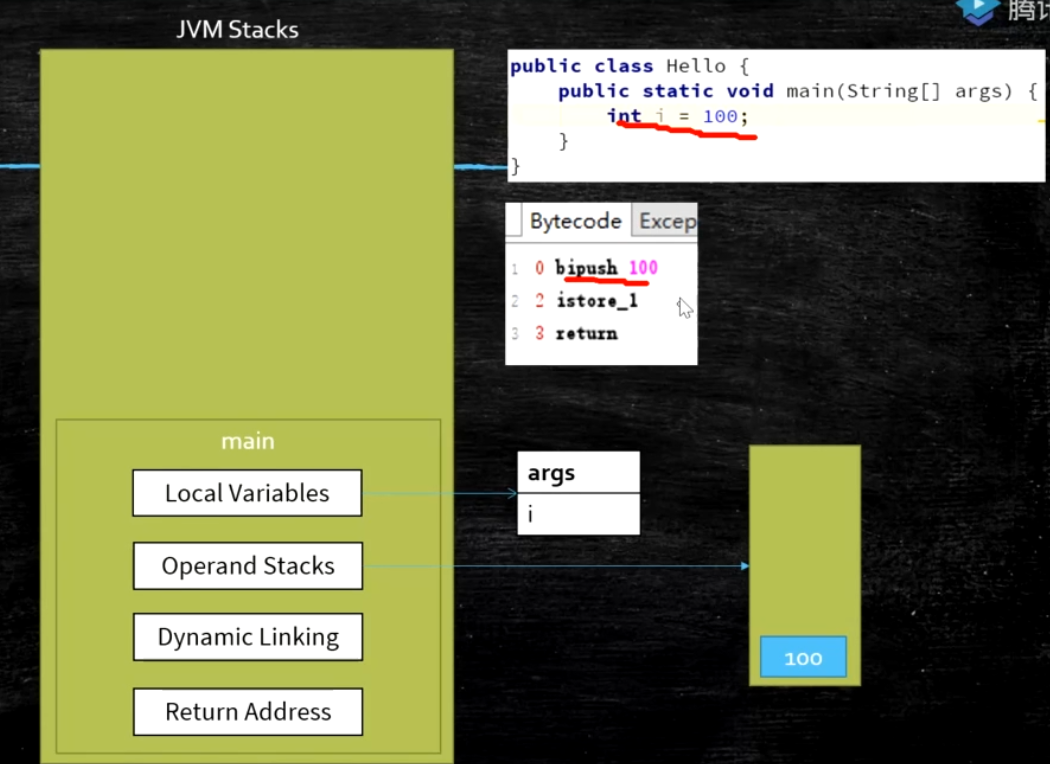 JVM Stacks
腾讯
public class Hello {
public static void main(String[] args) {
int i = 100;
}
}
Bytecode Excep
1 0 bipush 100
2 2 istore_1
3 3 return
main
Local Variables
Operand Stacks
Dynamic Linking
Return Address
args
i
100